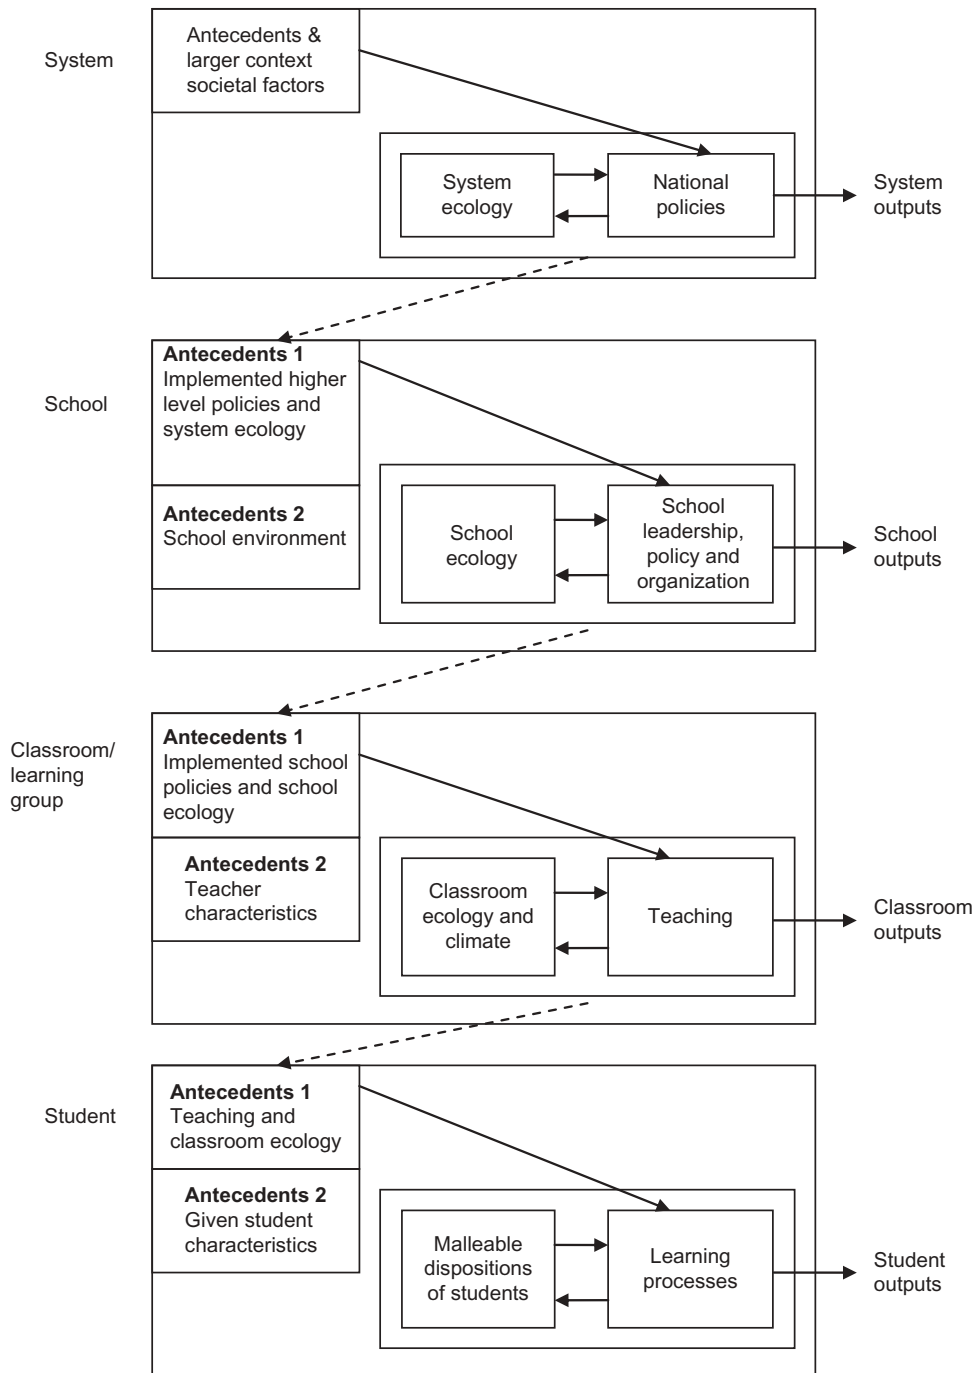 System
Antecedents &
larger context
societal factors
System
ecology
National
policies
System
outputs
School
Antecedents 1
Implemented higher
level policies and
system ecology
Antecedents 2
School environment
School
ecology
School
leadership,
policy and
organization
School
outputs
Classroom/
learning
group
Antecedents 1
Implemented school
policies and school
ecology
Antecedents 2
Teacher
characteristics
Classroom
ecology and
climate
Teaching
Classroom
outputs
Student
Antecedents 1
Teaching and
classroom ecology
Antecedents 2
Given student
characteristics
Malleable
dispositions
of students
Learning
processes
Student
outputs